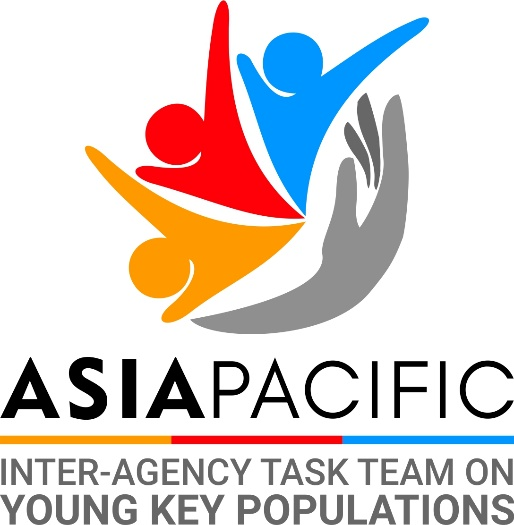 ASIAPACIFIC
INTER-AGENCY TASK TEAM ON
YOUNG KEY POPULATIONS